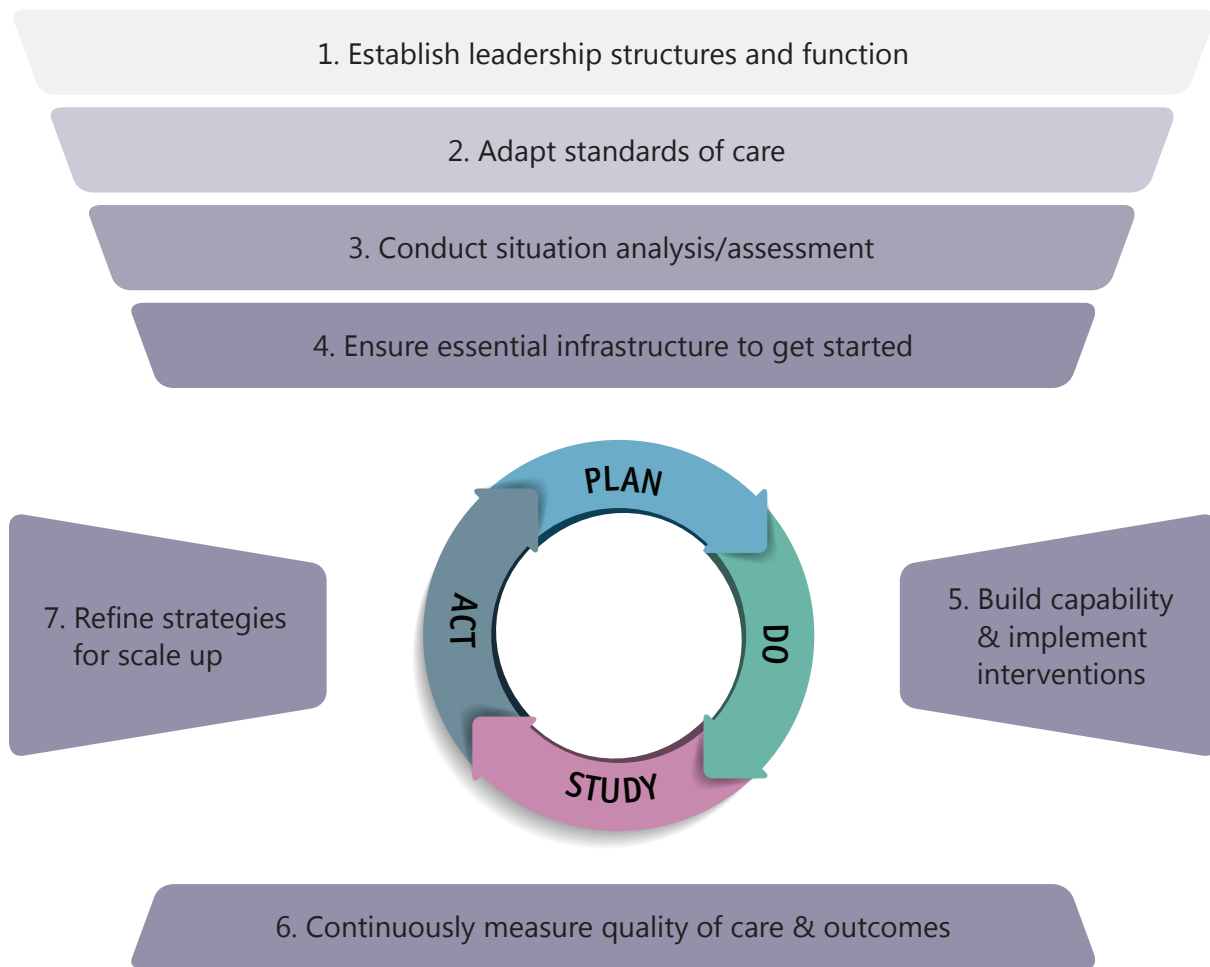 1. Establish leadership structures and function
2. Adapt standards of care
3. Conduct situation analysis/assessment
4. Ensure essential infrastructure to get started
PLAN
DO
STUDY
ACT
5. Build capability
& implement
interventions
6. Continuously measure quality of care & outcomes
7. Refine strategies
for scale up